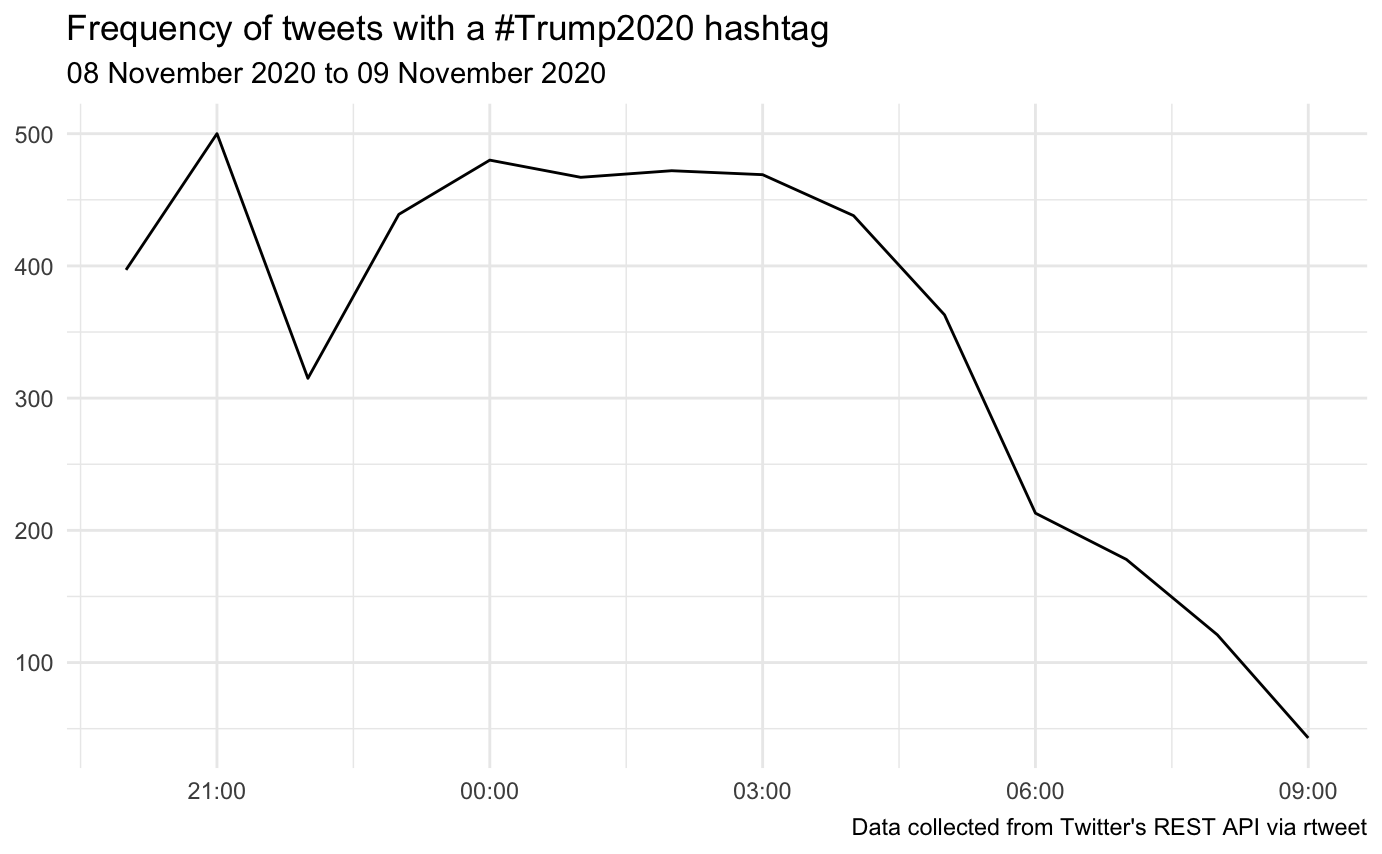 Frequency of tweets with a #Trump2020 hashtag
08 November 2020 to 09 November 2020
500
400
300
200
100
21:00 00:00 03:00 06:00 09:00
Data collected from Twitter's REST API via rtweet